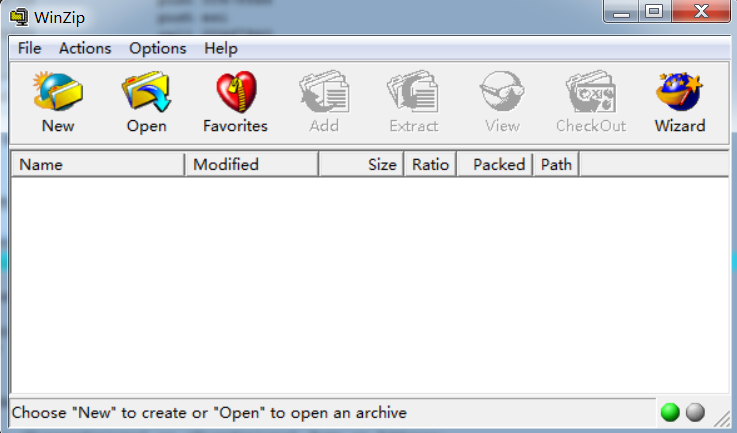 WinZip
File Actions Options Help
New Open Favorites Add Extract View CheckOut Wizard
Name Modified Size Ratio Packed Path
Choose "New" to create or "Open" to open an archive